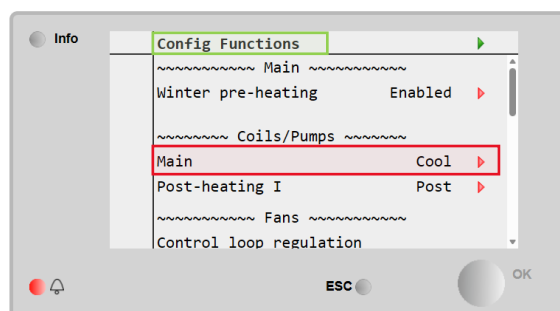 Info
Config Functions
~~~~~~~~~~~ Main ~~~~~~~~~~~
Winter pre-heating Enabled
~~~~~~~~ Coils/Pumps ~~~~~~~
Main Cool
Post-heating I Post
~~~~~~~~~~~ Fans ~~~~~~~~~~~
Control loop regulation
ESC
OK